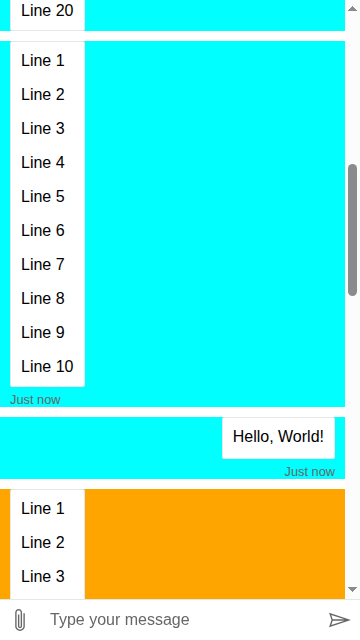 Line 20
Line 1
Line 2
Line 3
Line 4
Line 5
Line 6
Line 7
Line 8
Line 9
Line 10
Just now
Hello, World!
Just now
Line 1
Line 2
Line 3
Type your message